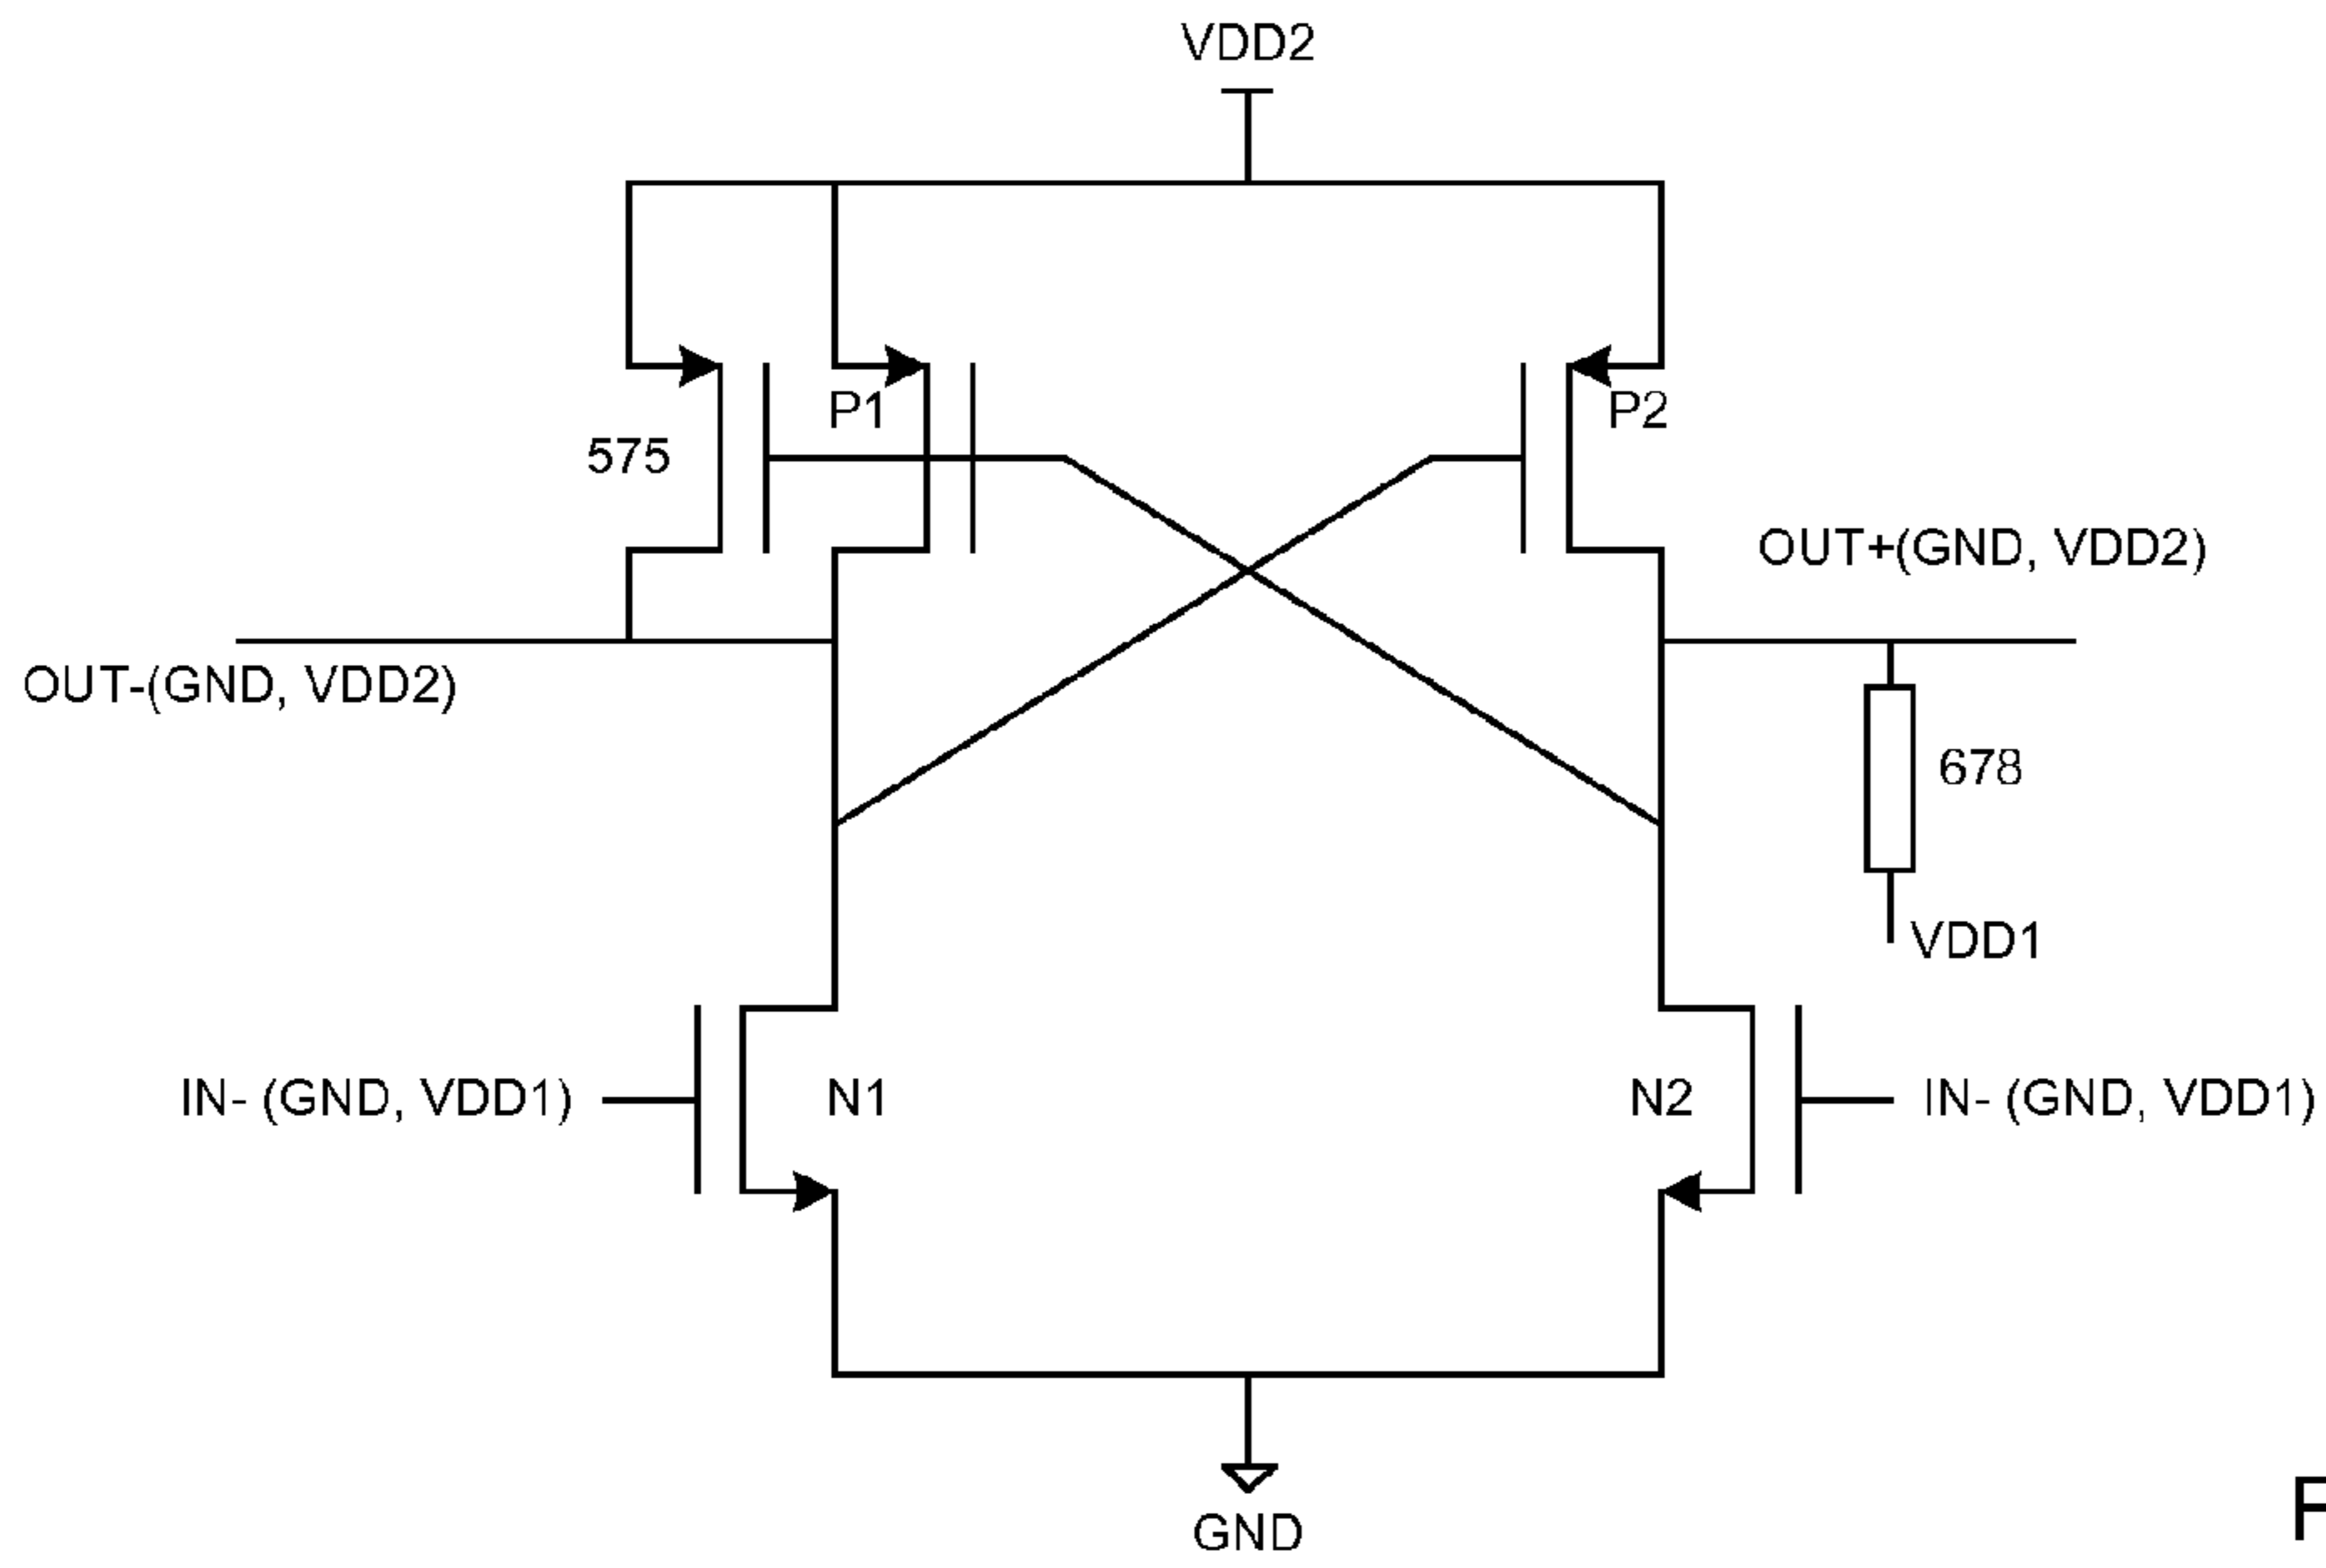 VDD2
P1
P2
575
OUT+(GND, VDD2)
OUT-(GND, VDD2)
678
VDD1
IN- (GND, VDD1)
N1
N2
IN- (GND, VDD1)
GND
F